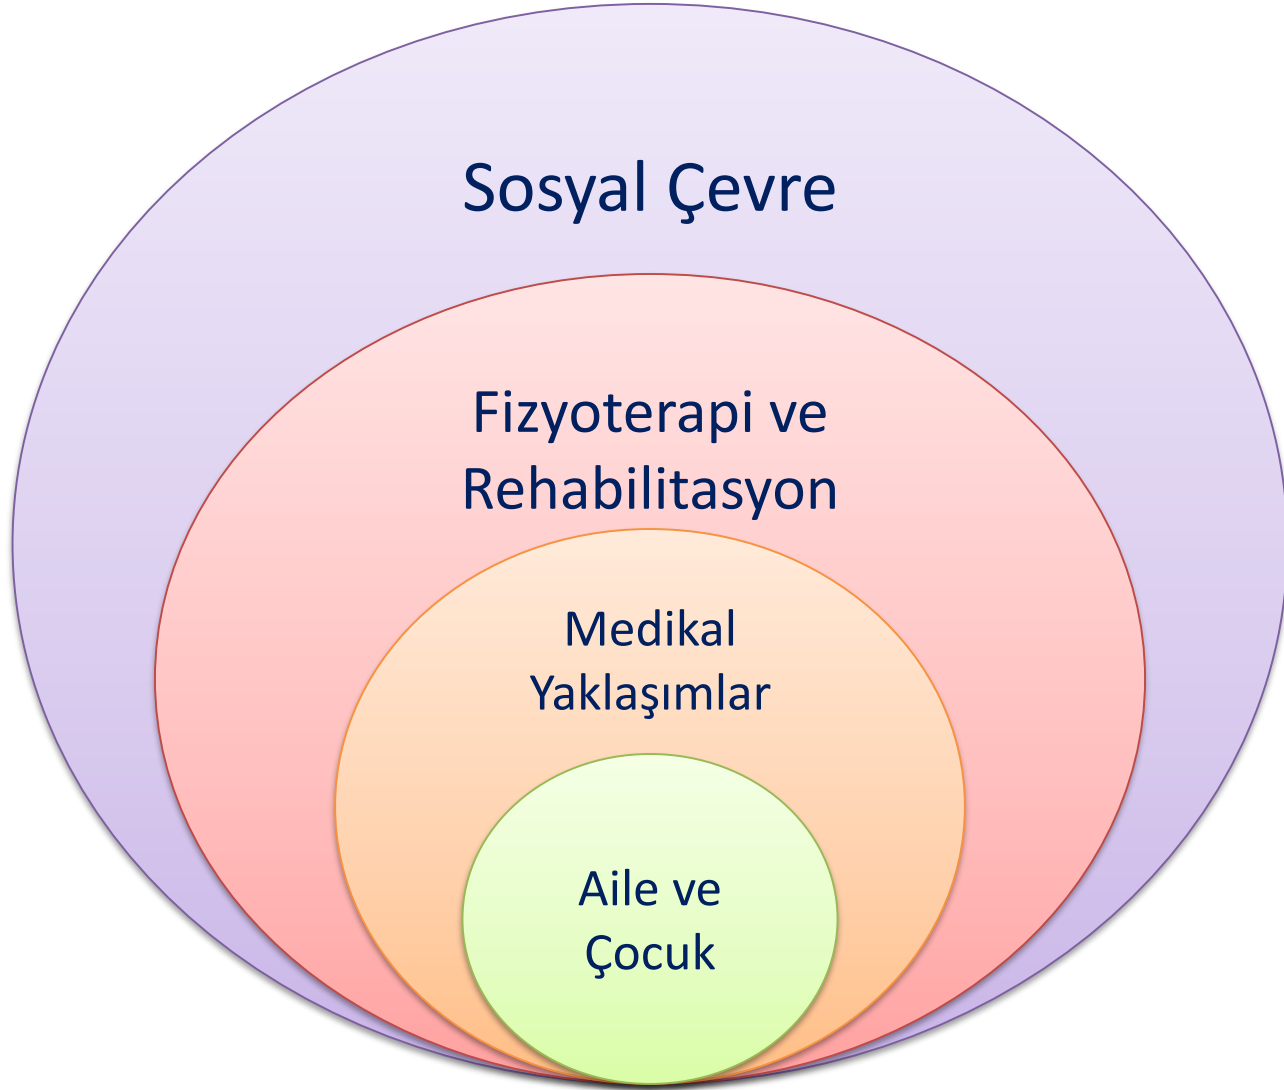 Sosyal Çevre
Fizyoterapi ve
Rehabilitasyon
Medikal
Yaklaşımlar
Aile ve
Çocuk